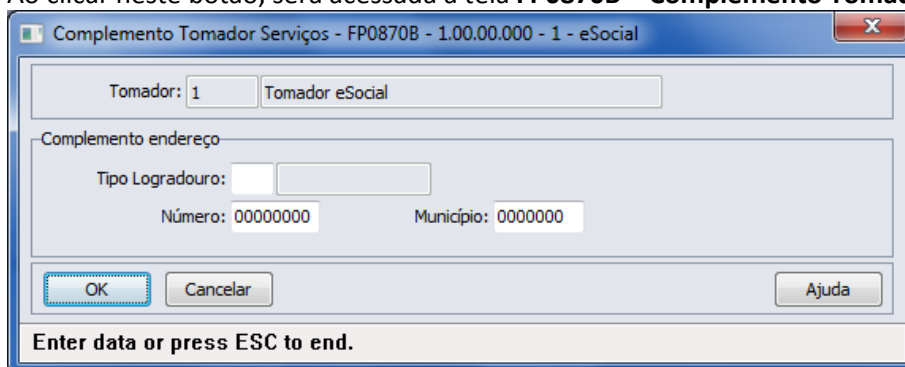 Complemento Tomador Serviços - FP0870B - 1.00.00.000 - 1 - eSocial
Tomador: 1 Tomador eSocial
Complemento endereço
Tipo Logradouro:
Número: 00000000 Município: 0000000
OK Cancelar Ajuda
Enter data or press ESC to end.